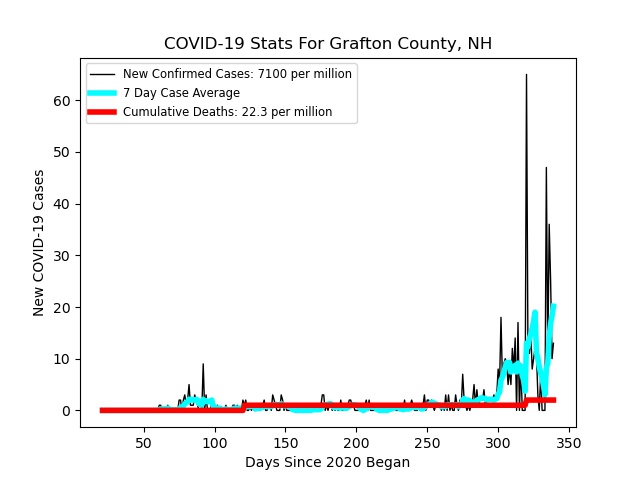 COVID-19 Stats For Grafton County, NH
New Confirmed Cases: 7100 per million
7 Day Case Average
Cumulative Deaths: 22.3 per million
New COVID-19 Cases
60
50
40
30
20
10
0
50 100 150 200 250 300 350
Days Since 2020 Began